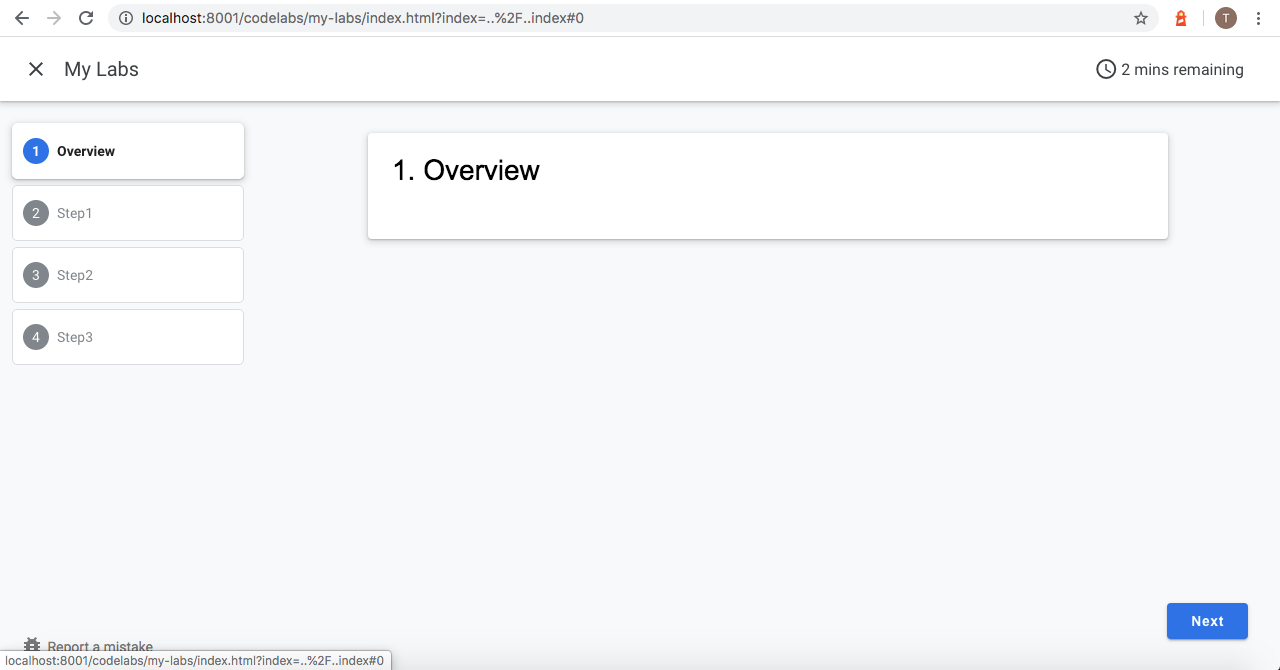 localhost:8001/codelabs/my-labs/index.html?index=..%2F..index#0
T
My Labs
2 mins remaining
1 Overview
2 Step1
3 Step2
4 Step3
1. Overview
Next
Report a mistake
localhost:8001/codelabs/my-labs/index.html?index=..%2F..index#0